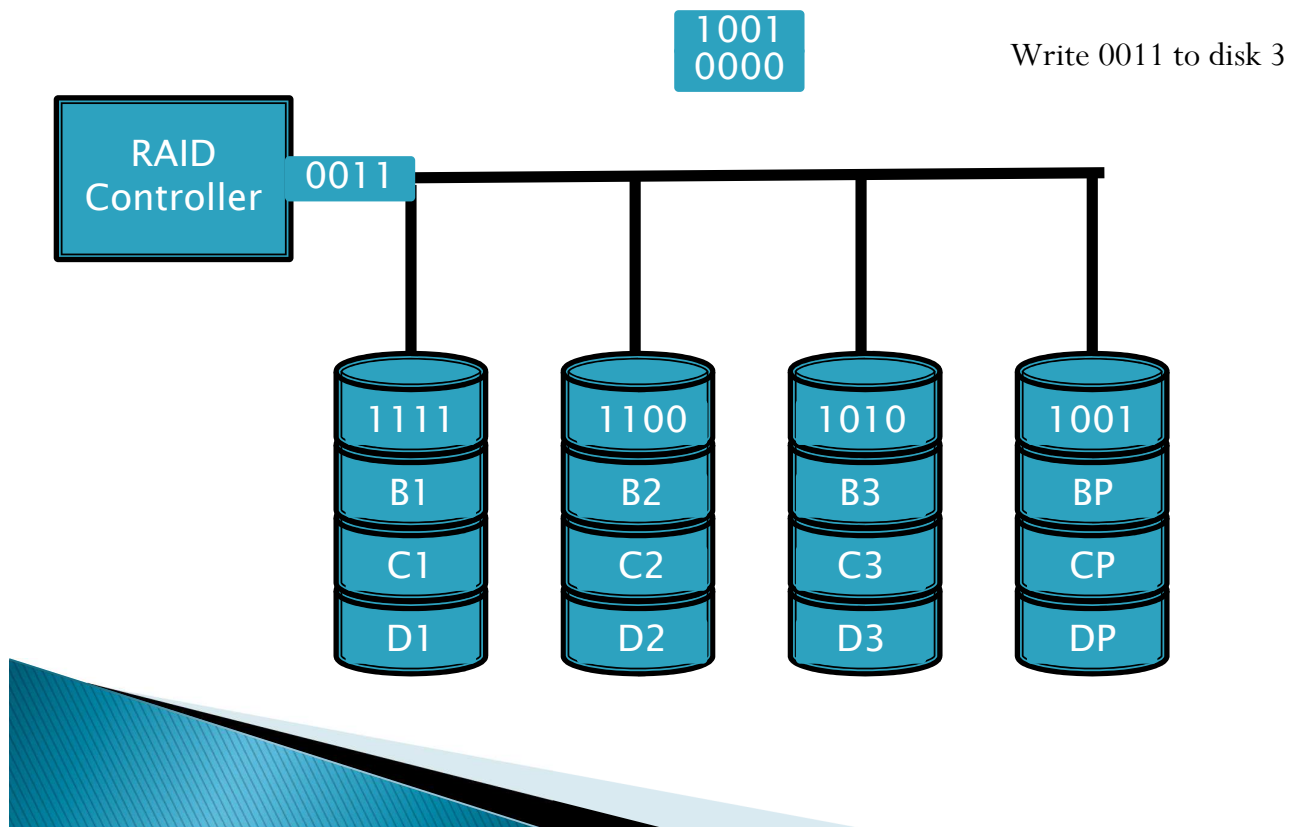 1001
0000
Write 0011 to disk 3
RAID
Controller
0011
1111
1100
1010
1001
B1
B2
B3
BP
C1
C2
C3
CP
D1
D2
D3
DP